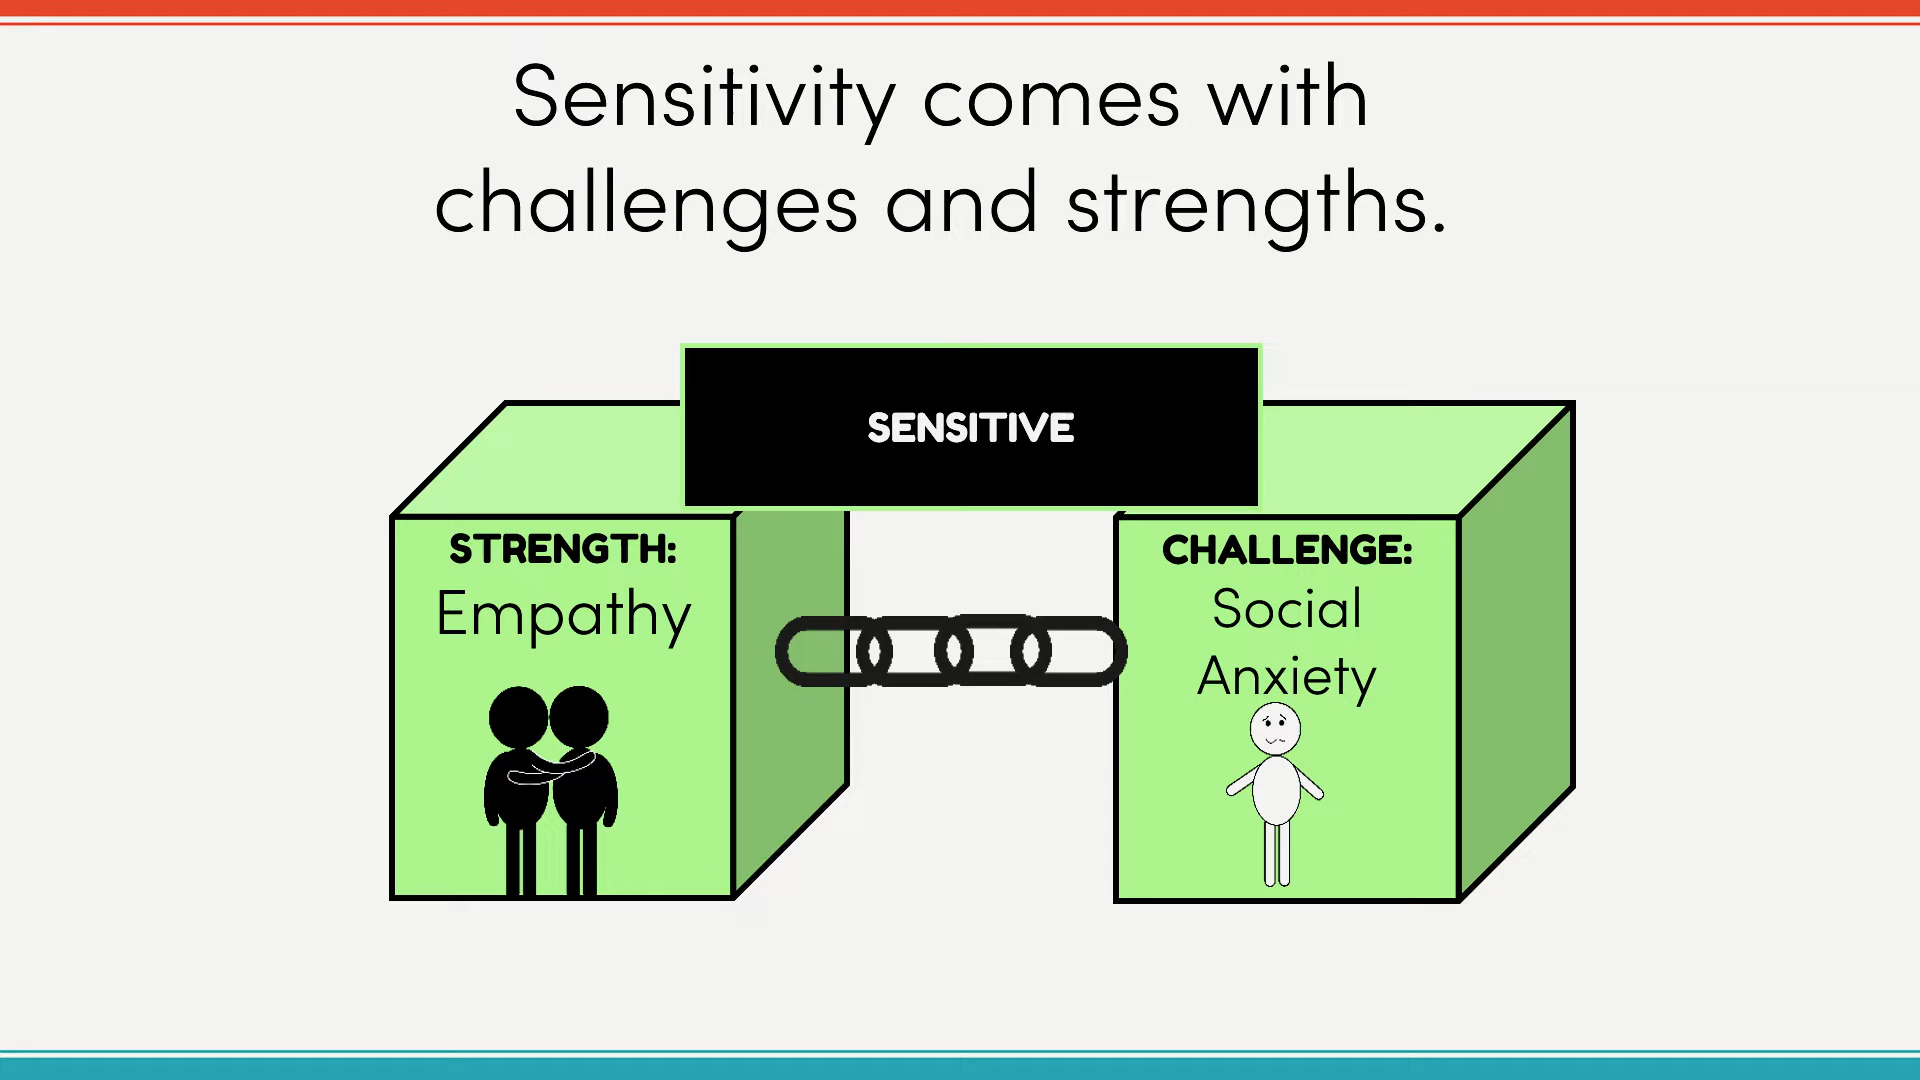 Sensitivity comes with
challenges and strengths.
SENSITIVE
STRENGTH:
Empathy
CHALLENGE:
Social
Anxiety